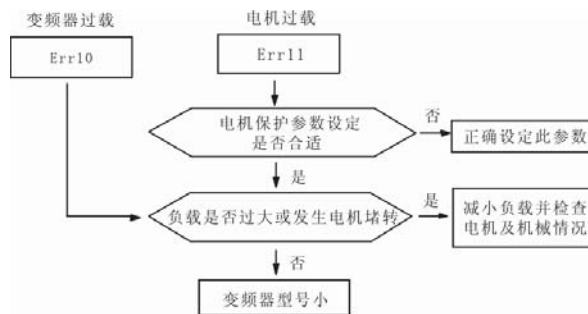 变频器过载
电机过载
Err10
Err11
电机保护参数设定
是否合适
否
正确设定此参数
是
负载是否过大或发生电机堵转
是
减小负载并检查
电机及机械情况
否
变频器型号小